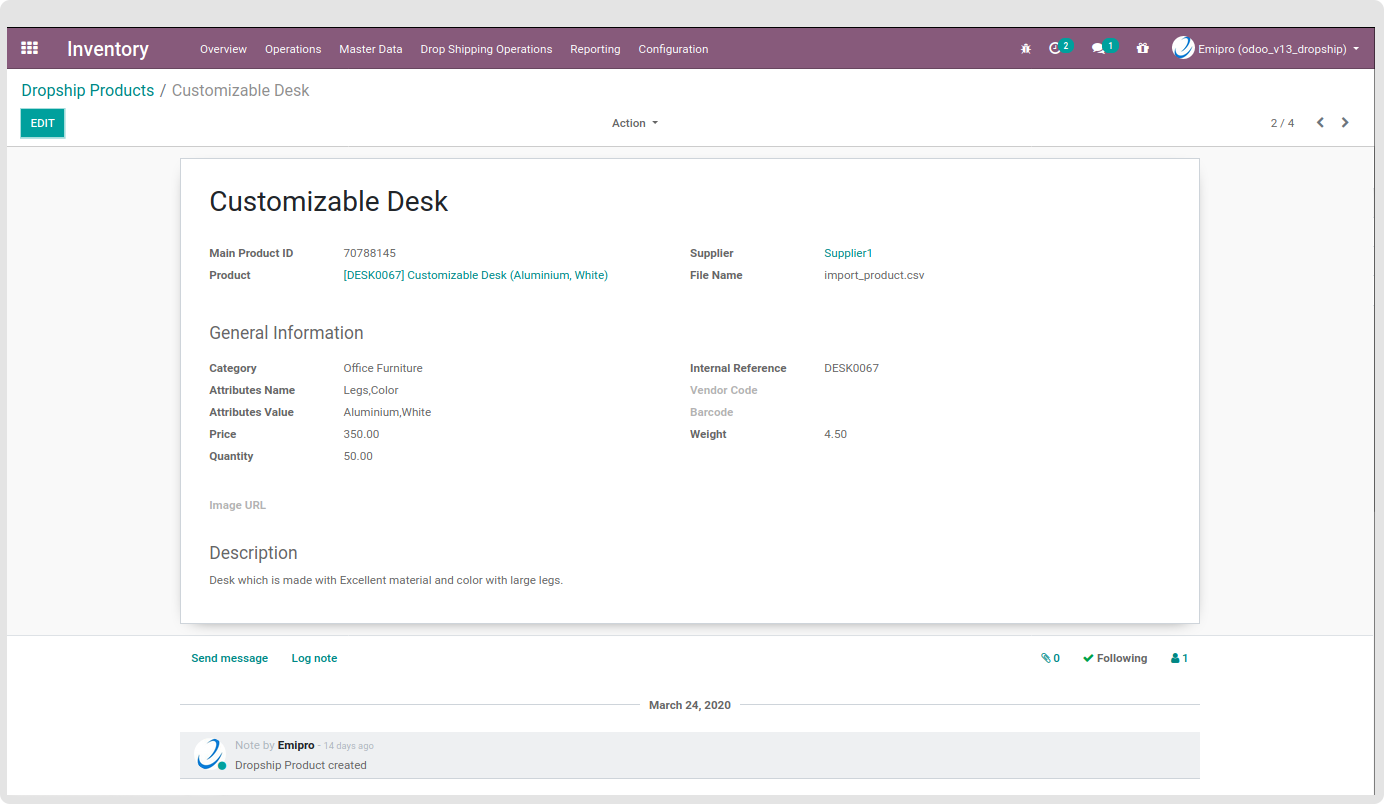 Inventory Overview Operations Master Data Drop Shipping Operations Reporting Configuration 2 1 Emipro (odoo_v13_dropship)
Dropship Products / Customizable Desk
EDIT Action 2 / 4
Customizable Desk
Main Product ID 70788145 Supplier Supplier1
Product [DESK0067] Customizable Desk (Aluminium, White) File Name import_product.csv
General Information
Category Office Furniture Internal Reference DESK0067
Attributes Name Legs,Color Vendor Code
Attributes Value Aluminium,White Barcode
Price 350.00 Weight 4.50
Quantity 50.00
Image URL
Description
Desk which is made with Excellent material and color with large legs.
Send message Log note 0 Following 1
March 24, 2020
Note by Emipro - 14 days ago
Dropship Product created